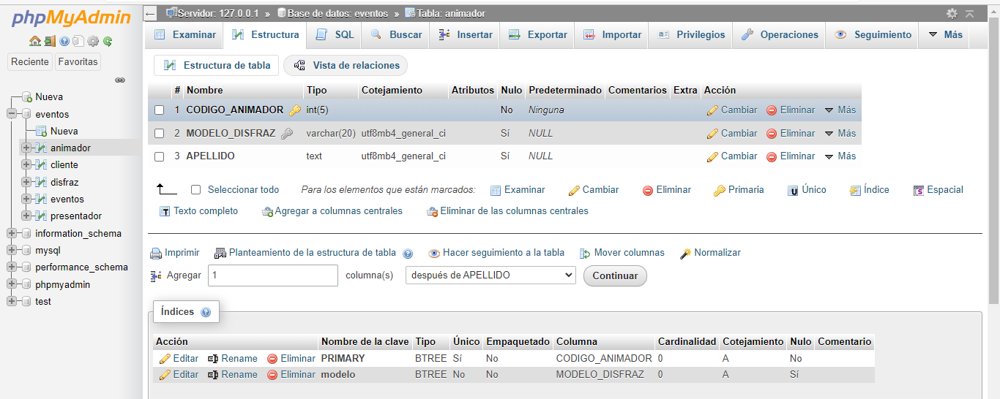 phpMyAdmin
Reciente Favoritas
Nueva
eventos
Nueva
animador
cliente
disfraz
eventos
presentador
information_schema
mysql
performance_schema
phpmyadmin
test
Servidor: 127.0.0.1 » Base de datos: eventos » Tabla: animador
Examinar Estructura SQL Buscar Insertar Exportar Importar Privilegios Operaciones Seguimiento Más
Estructura de tabla Vista de relaciones
# Nombre Tipo Cotejamiento Atributos Nulo Predeterminado Comentarios Extra Acción
1 CODIGO_ANIMADOR int(5) No Ninguna Cambiar Eliminar Más
2 MODELO_DISFRAZ varchar(20) utf8mb4_general_ci Sí NULL Cambiar Eliminar Más
3 APELLIDO text utf8mb4_general_ci Sí NULL Cambiar Eliminar Más
Seleccionar todo Para los elementos que están marcados: Examinar Cambiar Eliminar Primaria Único Índice Espacial
Texto completo Agregar a columnas centrales Eliminar de las columnas centrales
Imprimir Planteamiento de la estructura de tabla Hacer seguimiento a la tabla Mover columnas Normalizar
Agregar 1 columna(s) después de APELLIDO Continuar
Índices
Acción Nombre de la clave Tipo Único Empaquetado Columna Cardinalidad Cotejamiento Nulo Comentario
Editar Rename Eliminar PRIMARY BTREE Sí No CODIGO_ANIMADOR 0 A No
Editar Rename Eliminar modelo BTREE No No MODELO_DISFRAZ 0 A Sí